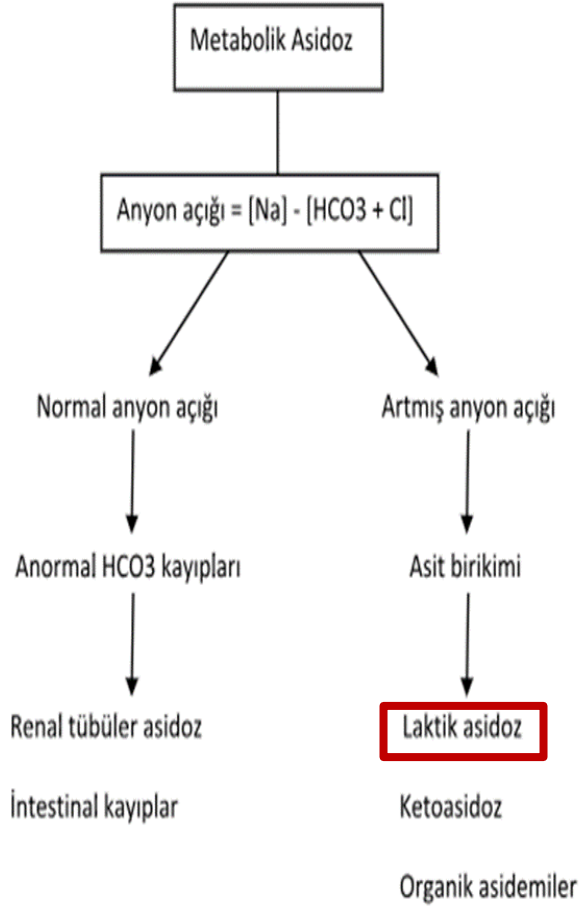 Metabolik Asidoz
Anyon açığı = [Na] - [HCO3 + Cl]
Normal anyon açığı
Artmış anyon açığı
Anormal HCO3 kayıpları
Asit birikimi
Renal tübüler asidoz
Laktik asidoz
İntestinal kayıplar
Ketoasidoz
Organik asidemiler